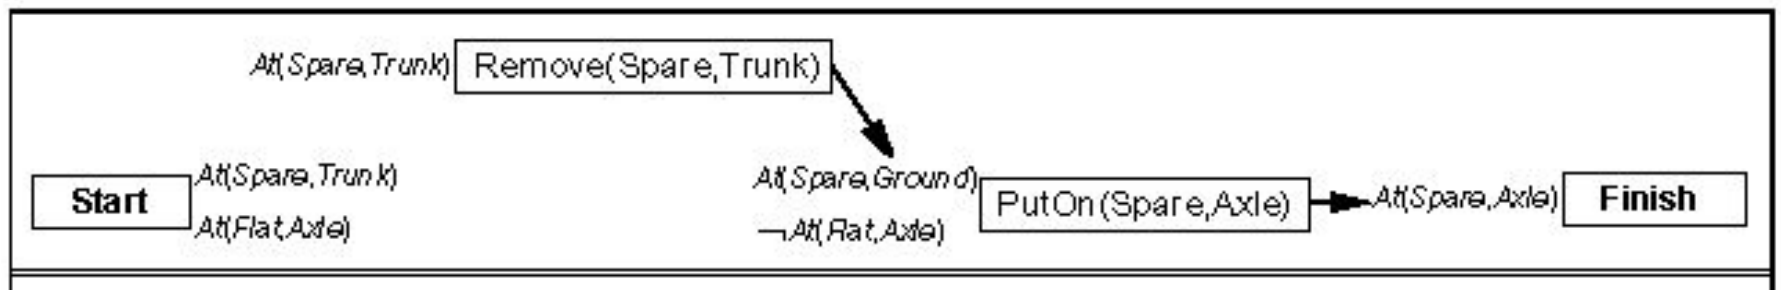 At(Spare,Trunk) Remove(Spare,Trunk)
Start At(Spare,Trunk)
At(Flat,Axle)
At(Spare,Ground)
¬At(Flat,Axle)
PutOn(Spare,Axle) At(Spare,Axle) Finish